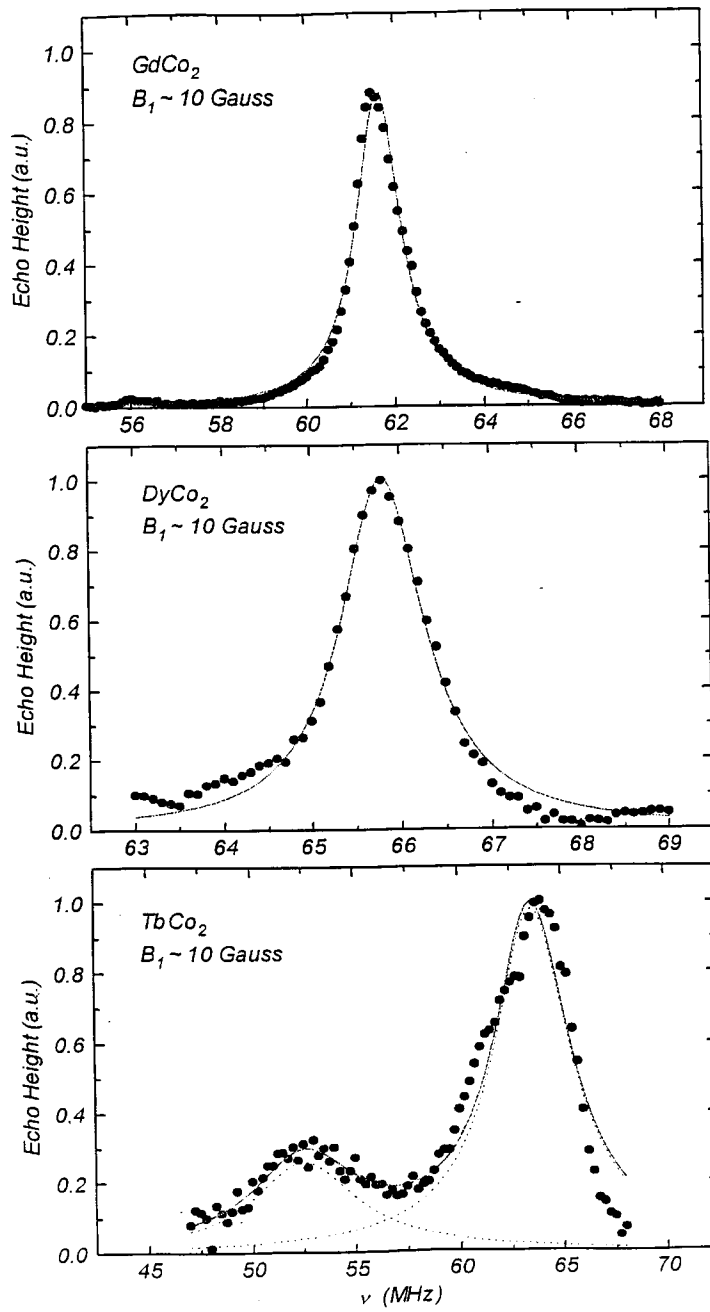 1.0
0.8
0.6
0.4
0.2
0.0
Echo Height (a.u.)
GdCo₂
B₁ ~ 10 Gauss
56 58 60 62 64 66 68
1.0
0.8
0.6
0.4
0.2
0.0
Echo Height (a.u.)
DyCo₂
B₁ ~ 10 Gauss
63 64 65 66 67 68 69
1.0
0.8
0.6
0.4
0.2
0.0
Echo Height (a.u.)
TbCo₂
B₁ ~ 10 Gauss
45 50 55 60 65 70
ν (MHz)